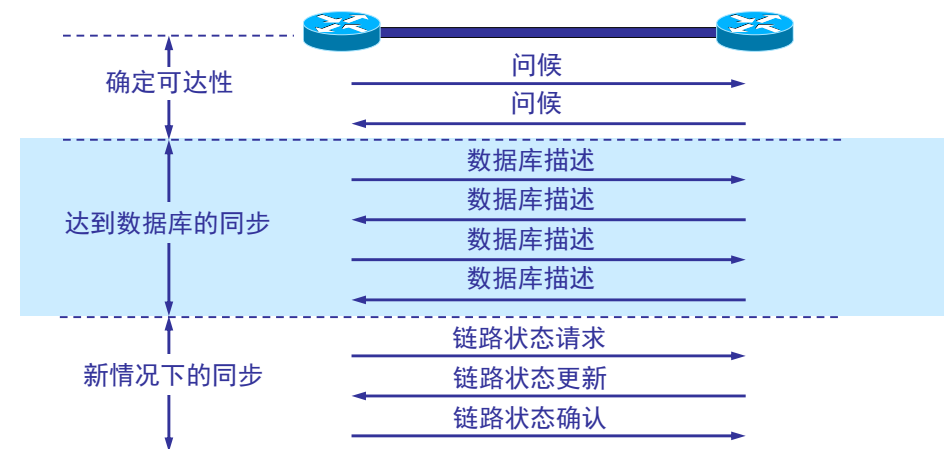 问候
确定可达性
问候
数据库描述
数据库描述
达到数据库的同步
数据库描述
数据库描述
链路状态请求
新情况下的同步
链路状态更新
链路状态确认